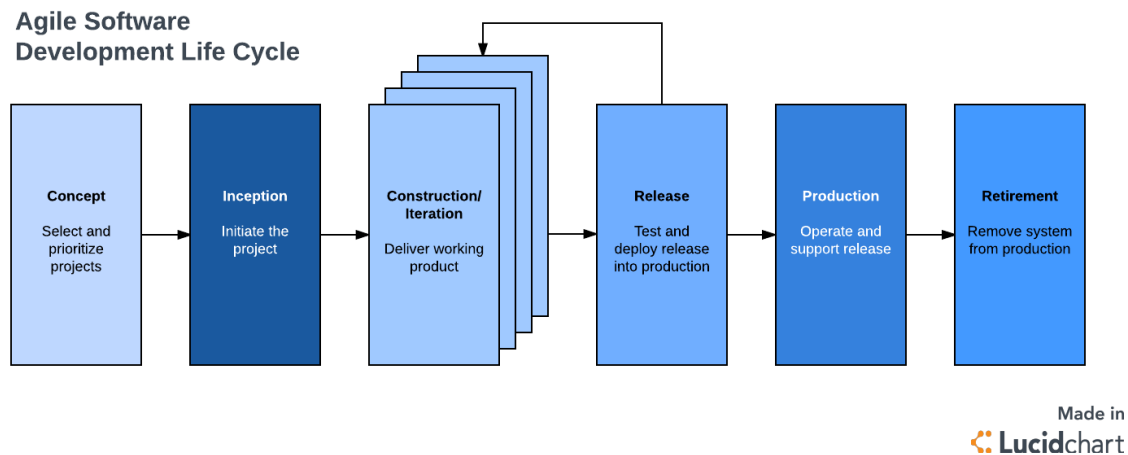 Agile Software
Development Life Cycle
Concept
Select and
prioritize
projects
Inception
Initiate the
project
Construction/
Iteration
Deliver working
product
Release
Test and
deploy release
into production
Production
Operate and
support release
Retirement
Remove system
from production
Made in
Lucidchart